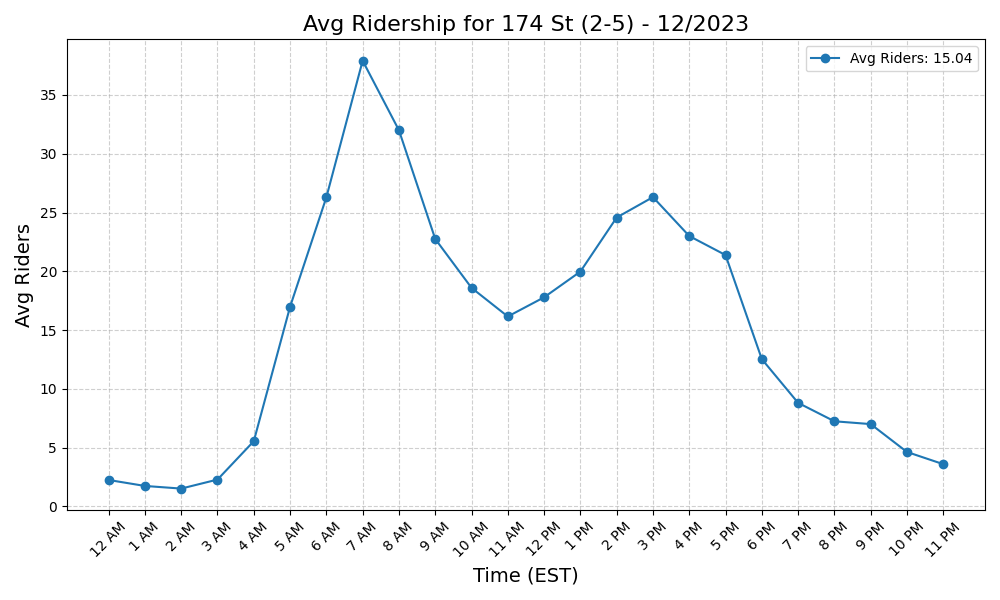 Avg Ridership for 174 St (2-5) - 12/2023
Avg Riders: 15.04
Avg Riders
35
30
25
20
15
10
5
0
12 AM
1 AM
2 AM
3 AM
4 AM
5 AM
6 AM
7 AM
8 AM
9 AM
10 AM
11 AM
12 PM
1 PM
2 PM
3 PM
4 PM
5 PM
6 PM
7 PM
8 PM
9 PM
10 PM
11 PM
Time (EST)